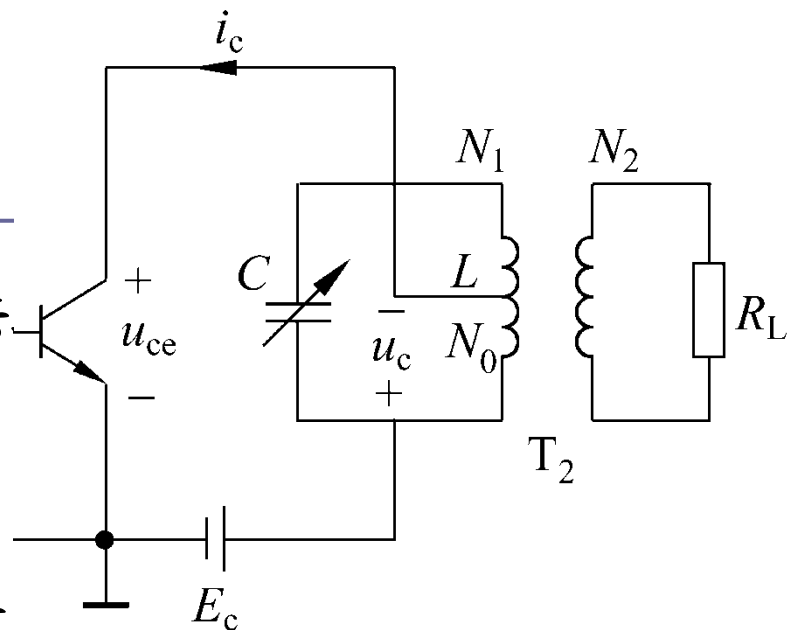 i_c
N_1 N_2
C L
+ − R_L
u_ce u_c N_0
− +
T_2
E_c